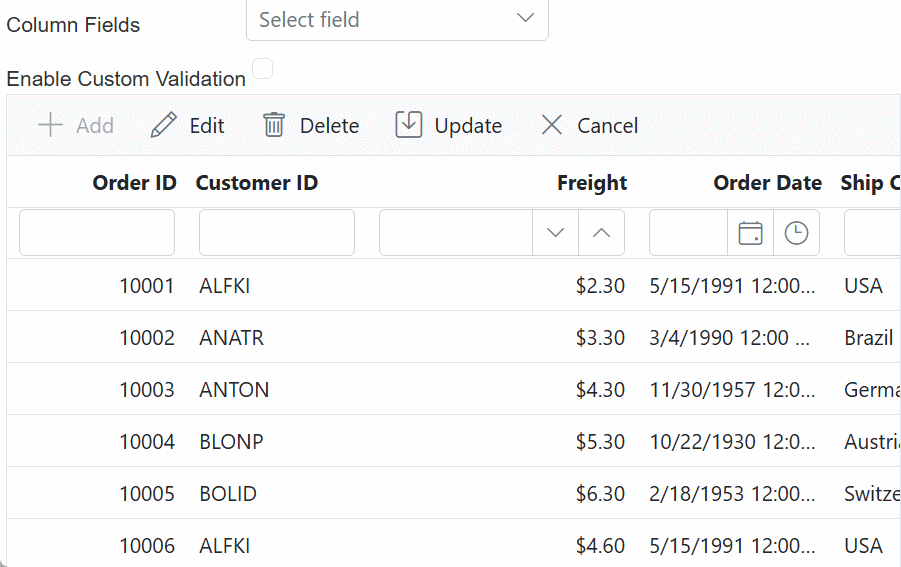 Column Fields Select field
Enable Custom Validation
Add Edit Delete Update Cancel
Order ID Customer ID Freight Order Date Ship C
10001 ALFKI $2.30 5/15/1991 12:00... USA
10002 ANATR $3.30 3/4/1990 12:00 ... Brazil
10003 ANTON $4.30 11/30/1957 12:0... Germa
10004 BLONP $5.30 10/22/1930 12:0... Austria
10005 BOLID $6.30 2/18/1953 12:00... Switze
10006 ALFKI $4.60 5/15/1991 12:00... USA